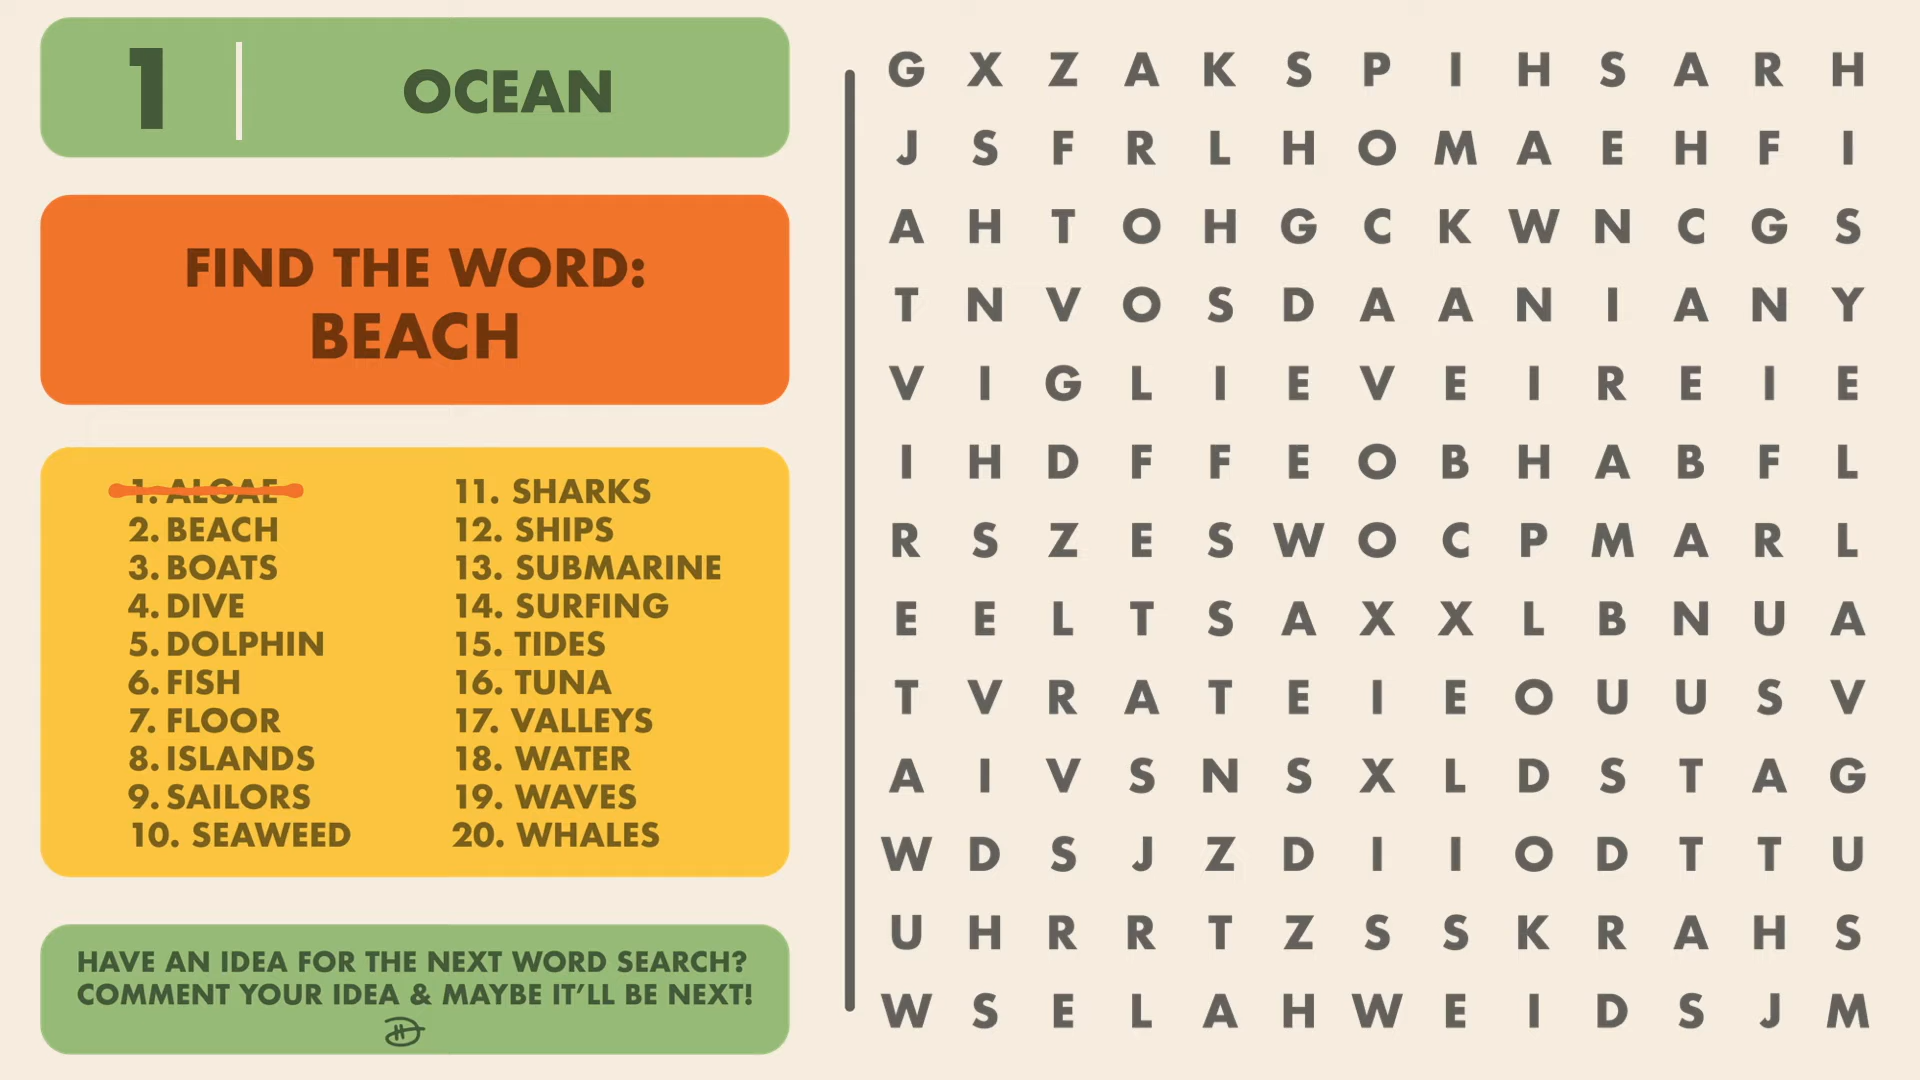 1
OCEAN
FIND THE WORD:
BEACH
1. ALGAE
2. BEACH
3. BOATS
4. DIVE
5. DOLPHIN
6. FISH
7. FLOOR
8. ISLANDS
9. SAILORS
10. SEAWEED
11. SHARKS
12. SHIPS
13. SUBMARINE
14. SURFING
15. TIDES
16. TUNA
17. VALLEYS
18. WATER
19. WAVES
20. WHALES
HAVE AN IDEA FOR THE NEXT WORD SEARCH?
COMMENT YOUR IDEA & MAYBE IT'LL BE NEXT!
G X Z A K S P I H S A R H
J S F R L H O M A E H F I
A H T O H G C K W N C G S
T N V O S D A A N I A N Y
V I G L I E V E I R E I E
I H D F F E O B H A B F L
R S Z E S W O C P M A R L
E E L T S A X X L B N U A
T V R A T E I E O U U S V
A I V S N S X L D S T A G
W D S J Z D I I O D T T U
U H R R T Z S S K R A H S
W S E L A H W E I D S J M